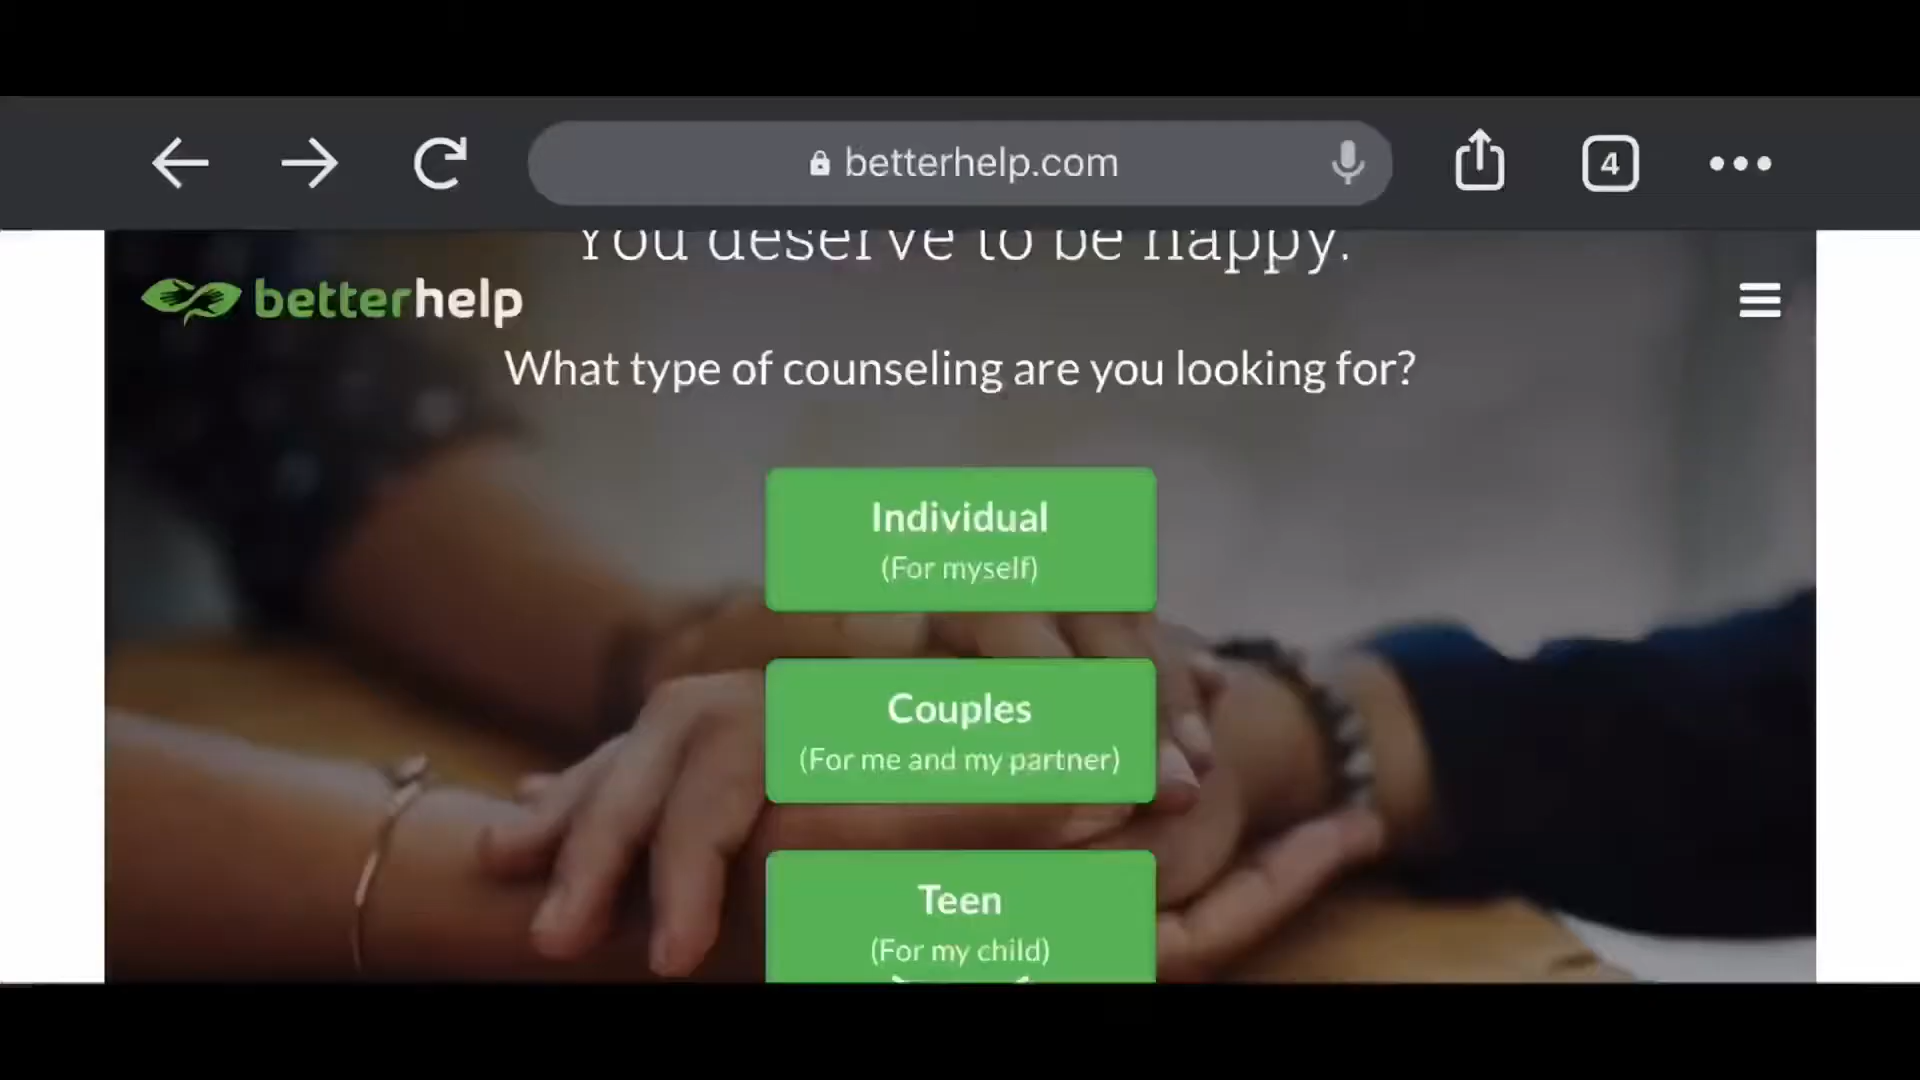 betterhelp.com
4
You deserve to be happy.
betterhelp
What type of counseling are you looking for?
Individual
(For myself)
Couples
(For me and my partner)
Teen
(For my child)